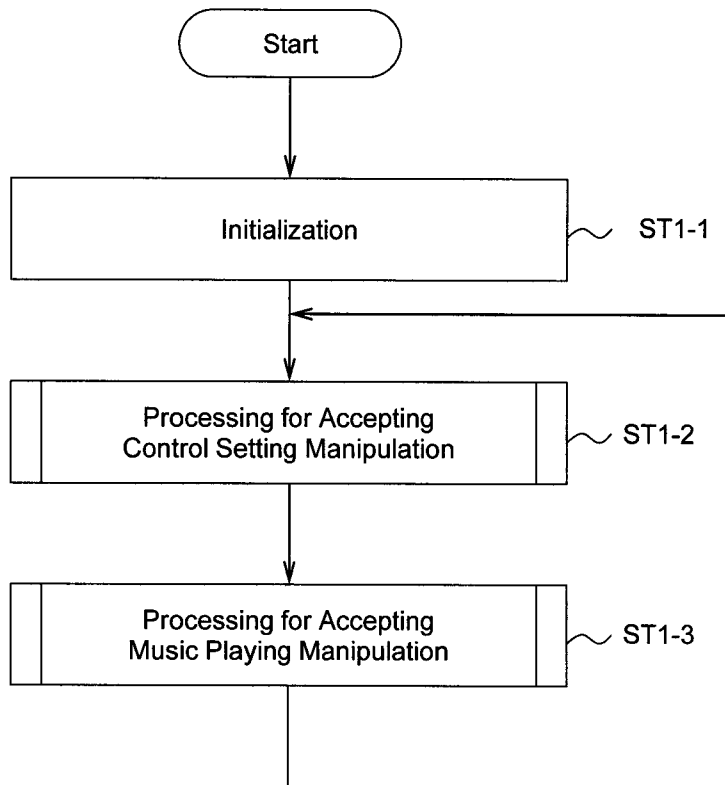 Start
Initialization
ST1-1
Processing for Accepting
Control Setting Manipulation
ST1-2
Processing for Accepting
Music Playing Manipulation
ST1-3